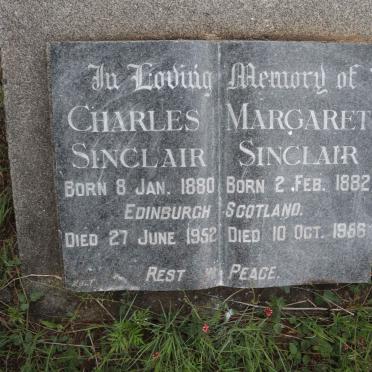 In Loving Memory of
CHARLES MARGARET
SINCLAIR SINCLAIR
BORN 8 JAN. 1880 BORN 2 FEB. 1882
EDINBURGH SCOTLAND.
DIED 27 JUNE 1952 DIED 10 OCT.
REST IN PEACE.